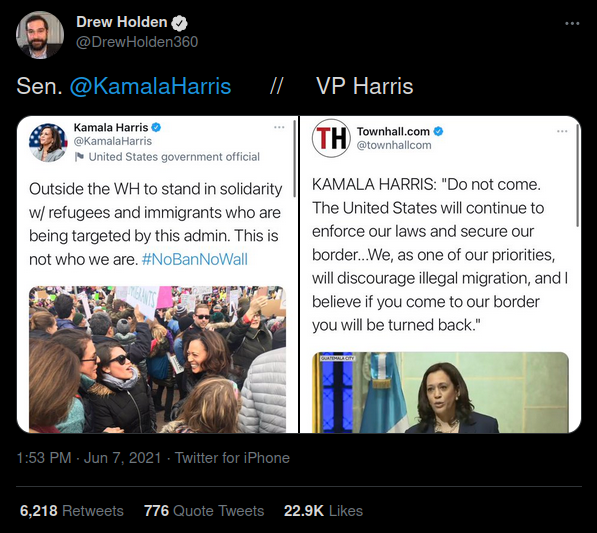 Drew Holden
@DrewHolden360
Sen. @KamalaHarris // VP Harris
Kamala Harris
@KamalaHarris
United States government official
Outside the WH to stand in solidarity
w/ refugees and immigrants who are
being targeted by this admin. This is
not who we are. #NoBanNoWall
IMMIGRANTS
TH
Townhall.com
@townhallcom
KAMALA HARRIS: "Do not come.
The United States will continue to
enforce our laws and secure our
border...We, as one of our priorities,
will discourage illegal migration, and I
believe if you come to our border
you will be turned back."
GUATEMALA CITY
1:53 PM · Jun 7, 2021 · Twitter for iPhone
6,218 Retweets 776 Quote Tweets 22.9K Likes